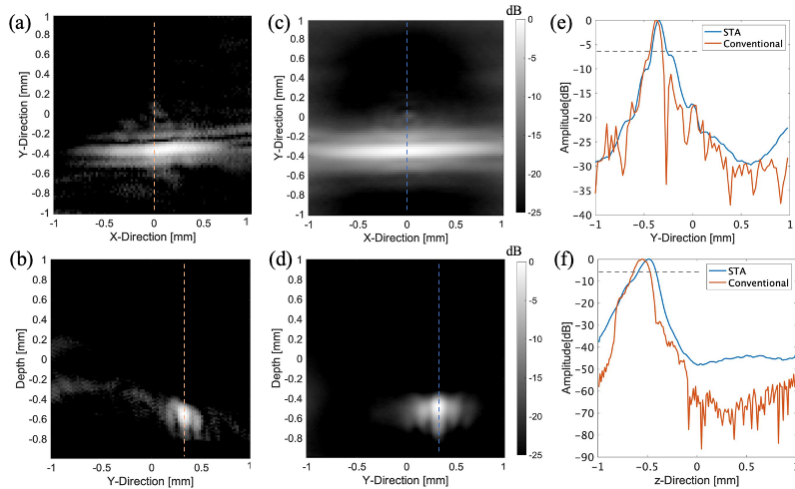 (a)
1
0.8
0.6
0.4
0.2
0
-0.2
-0.4
-0.6
-0.8
-1
Y-Direction [mm]
-1 -0.5 0 0.5 1
X-Direction [mm]
(c)
1
0.8
0.6
0.4
0.2
0
-0.2
-0.4
-0.6
-0.8
-1
Y-Direction [mm]
-1 -0.5 0 0.5 1
X-Direction [mm]
dB
0
-5
-10
-15
-20
-25
(e)
0
-5
-10
-15
-20
-25
-30
-35
-40
Amplitude[dB]
STA
Conventional
-1 -0.5 0 0.5 1
Y-Direction [mm]
(b)
1
0.8
0.6
0.4
0.2
0
-0.2
-0.4
-0.6
-0.8
Depth [mm]
-1 -0.5 0 0.5 1
Y-Direction [mm]
(d)
1
0.8
0.6
0.4
0.2
0
-0.2
-0.4
-0.6
-0.8
Depth [mm]
-1 -0.5 0 0.5 1
Y-Direction [mm]
dB
0
-5
-10
-15
-20
-25
(f)
0
-10
-20
-30
-40
-50
-60
-70
-80
-90
Amplitude[dB]
STA
Conventional
-1 -0.5 0 0.5 1
z-Direction [mm]